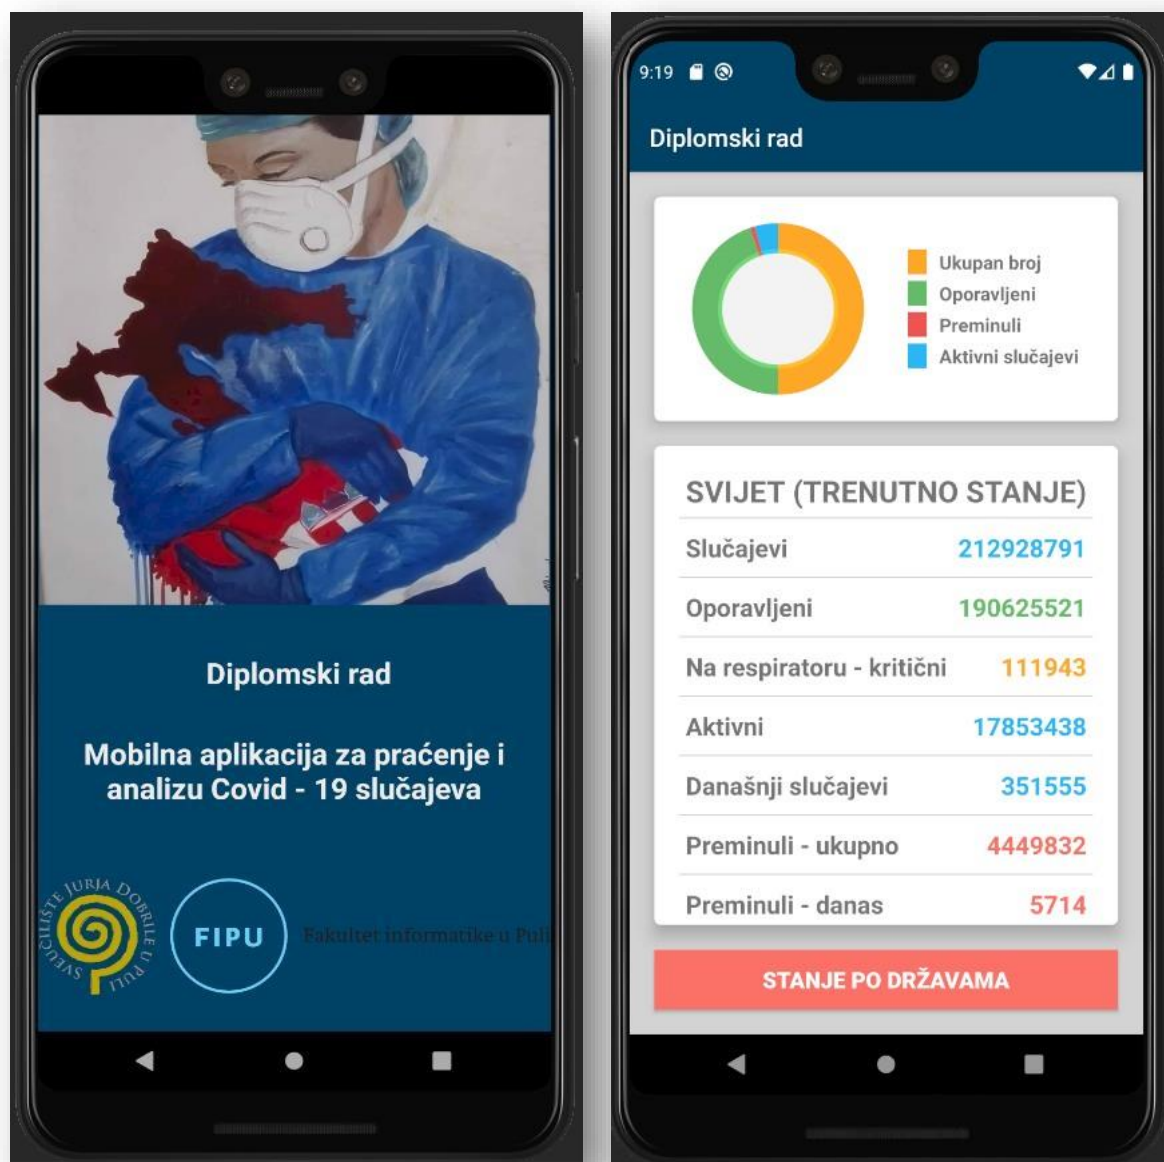 Diplomski rad
Mobilna aplikacija za praćenje i
analizu Covid - 19 slučajeva
SVEUČILIŠTE JURJA DOBRILE U PULI
FIPU
Fakultet informatike u Puli
9:19
Diplomski rad
Ukupan broj
Oporavljeni
Preminuli
Aktivni slučajevi
SVIJET (TRENUTNO STANJE)
Slučajevi 212928791
Oporavljeni 190625521
Na respiratoru - kritični 111943
Aktivni 17853438
Današnji slučajevi 351555
Preminuli - ukupno 4449832
Preminuli - danas 5714
STANJE PO DRŽAVAMA